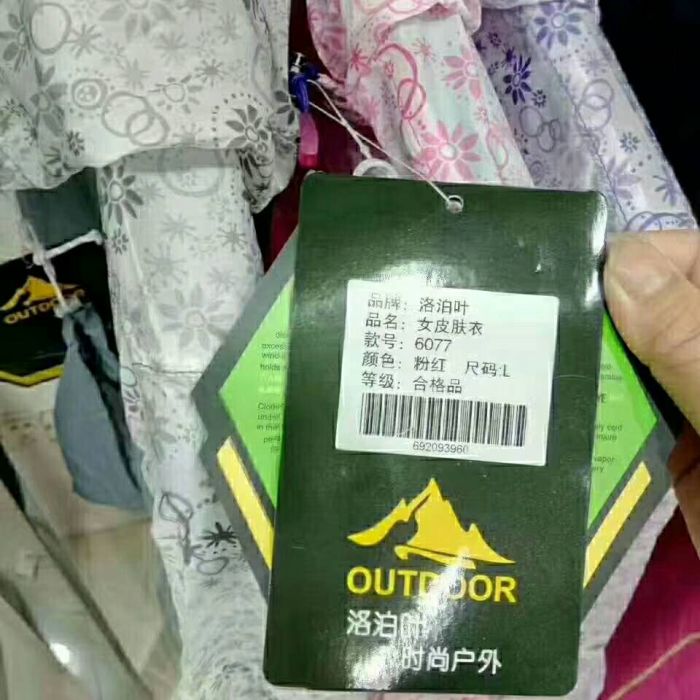 品牌：洛泊叶
品名：女皮肤衣
款号：6077
颜色：粉红 尺码:L
等级：合格品
692093960
OUTDOOR
洛泊叶
时尚户外
OUTDOOR